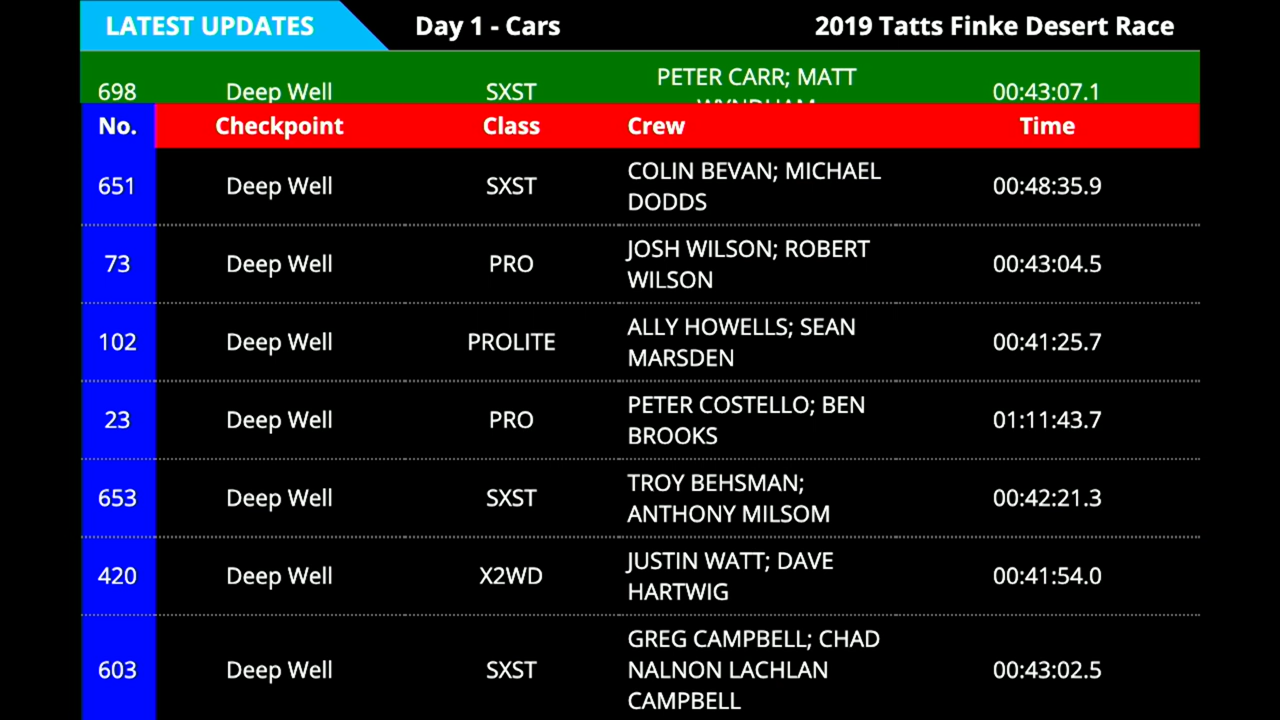 LATEST UPDATES Day 1 - Cars 2019 Tatts Finke Desert Race
PETER CARR; MATT
698 Deep Well SXST 00:43:07.1
No. Checkpoint Class Crew Time
COLIN BEVAN; MICHAEL
651 Deep Well SXST 00:48:35.9
DODDS
JOSH WILSON; ROBERT
73 Deep Well PRO 00:43:04.5
WILSON
ALLY HOWELLS; SEAN
102 Deep Well PROLITE 00:41:25.7
MARSDEN
PETER COSTELLO; BEN
23 Deep Well PRO 01:11:43.7
BROOKS
TROY BEHSMAN;
653 Deep Well SXST 00:42:21.3
ANTHONY MILSOM
JUSTIN WATT; DAVE
420 Deep Well X2WD 00:41:54.0
HARTWIG
GREG CAMPBELL; CHAD
603 Deep Well SXST NALNON LACHLAN 00:43:02.5
CAMPBELL